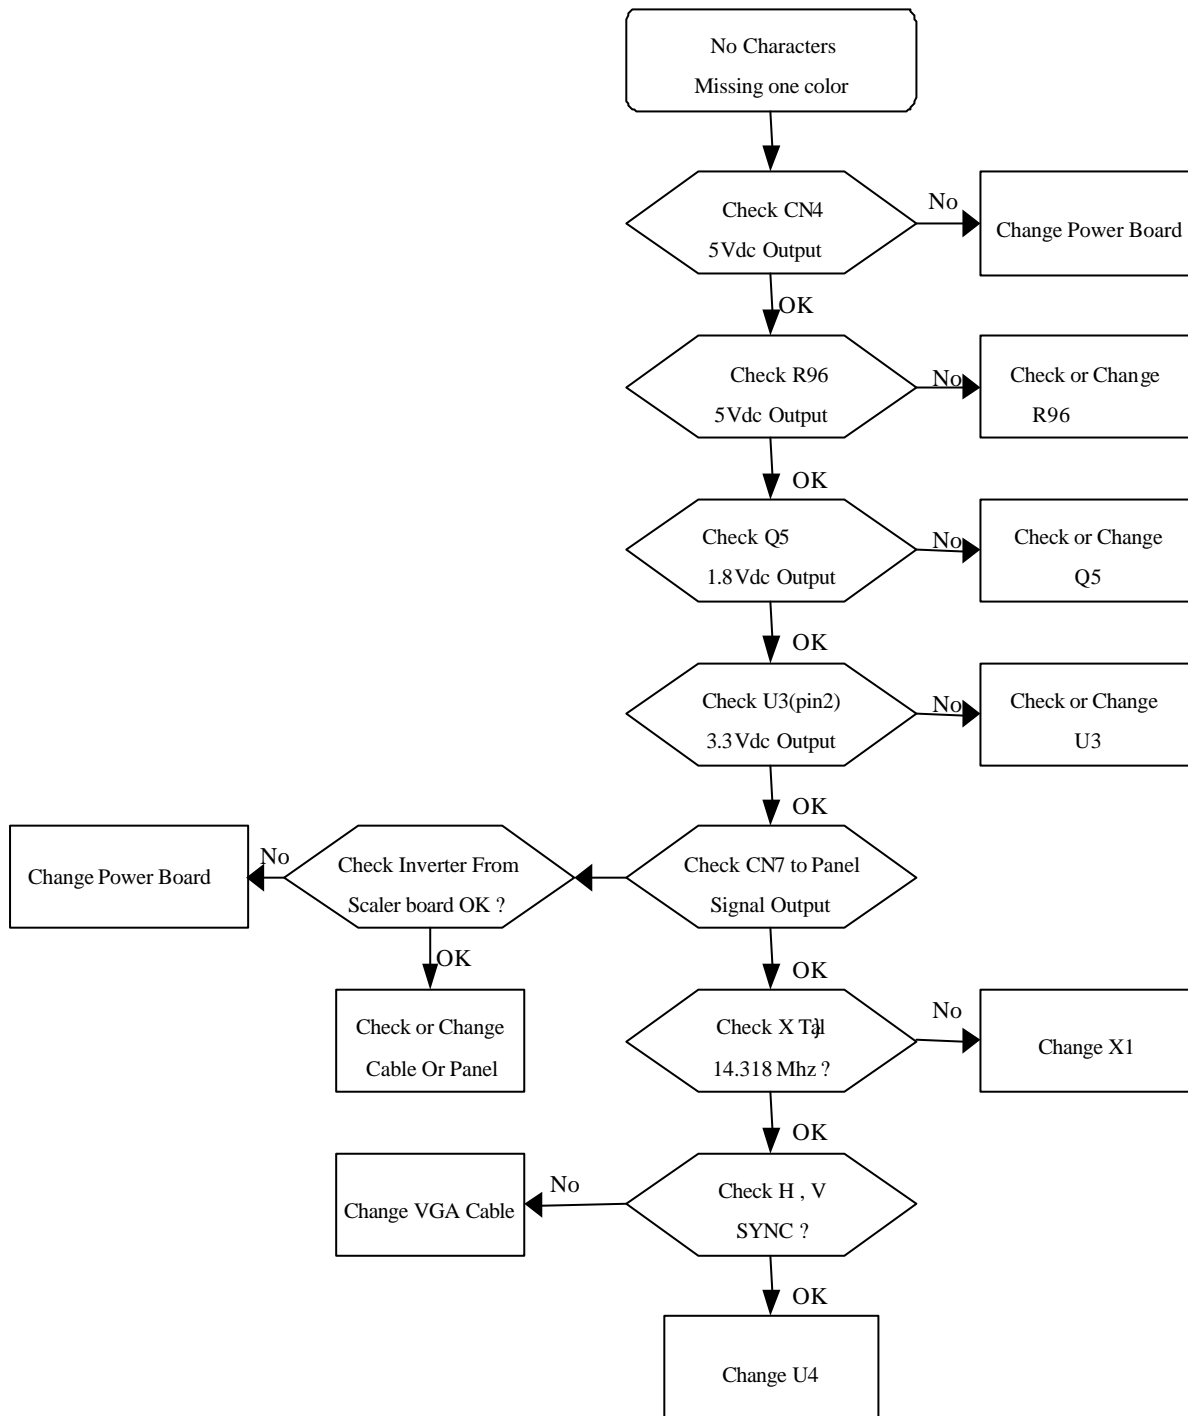 No Characters
Missing one color
Check CN4
5Vdc Output
No
Change Power Board
OK
Check R96
5Vdc Output
No
Check or Change
R96
OK
Check Q5
1.8Vdc Output
No
Check or Change
Q5
OK
Check U3(pin2)
3.3Vdc Output
No
Check or Change
U3
OK
Change Power Board
No
Check Inverter From
Scaler board OK ?
Check CN7 to Panel
Signal Output
OK
Check or Change
Cable Or Panel
OK
Check X
14.318 Mhz ?
No
Change X1
OK
Change VGA Cable
No
Check H , V
SYNC ?
OK
Change U4